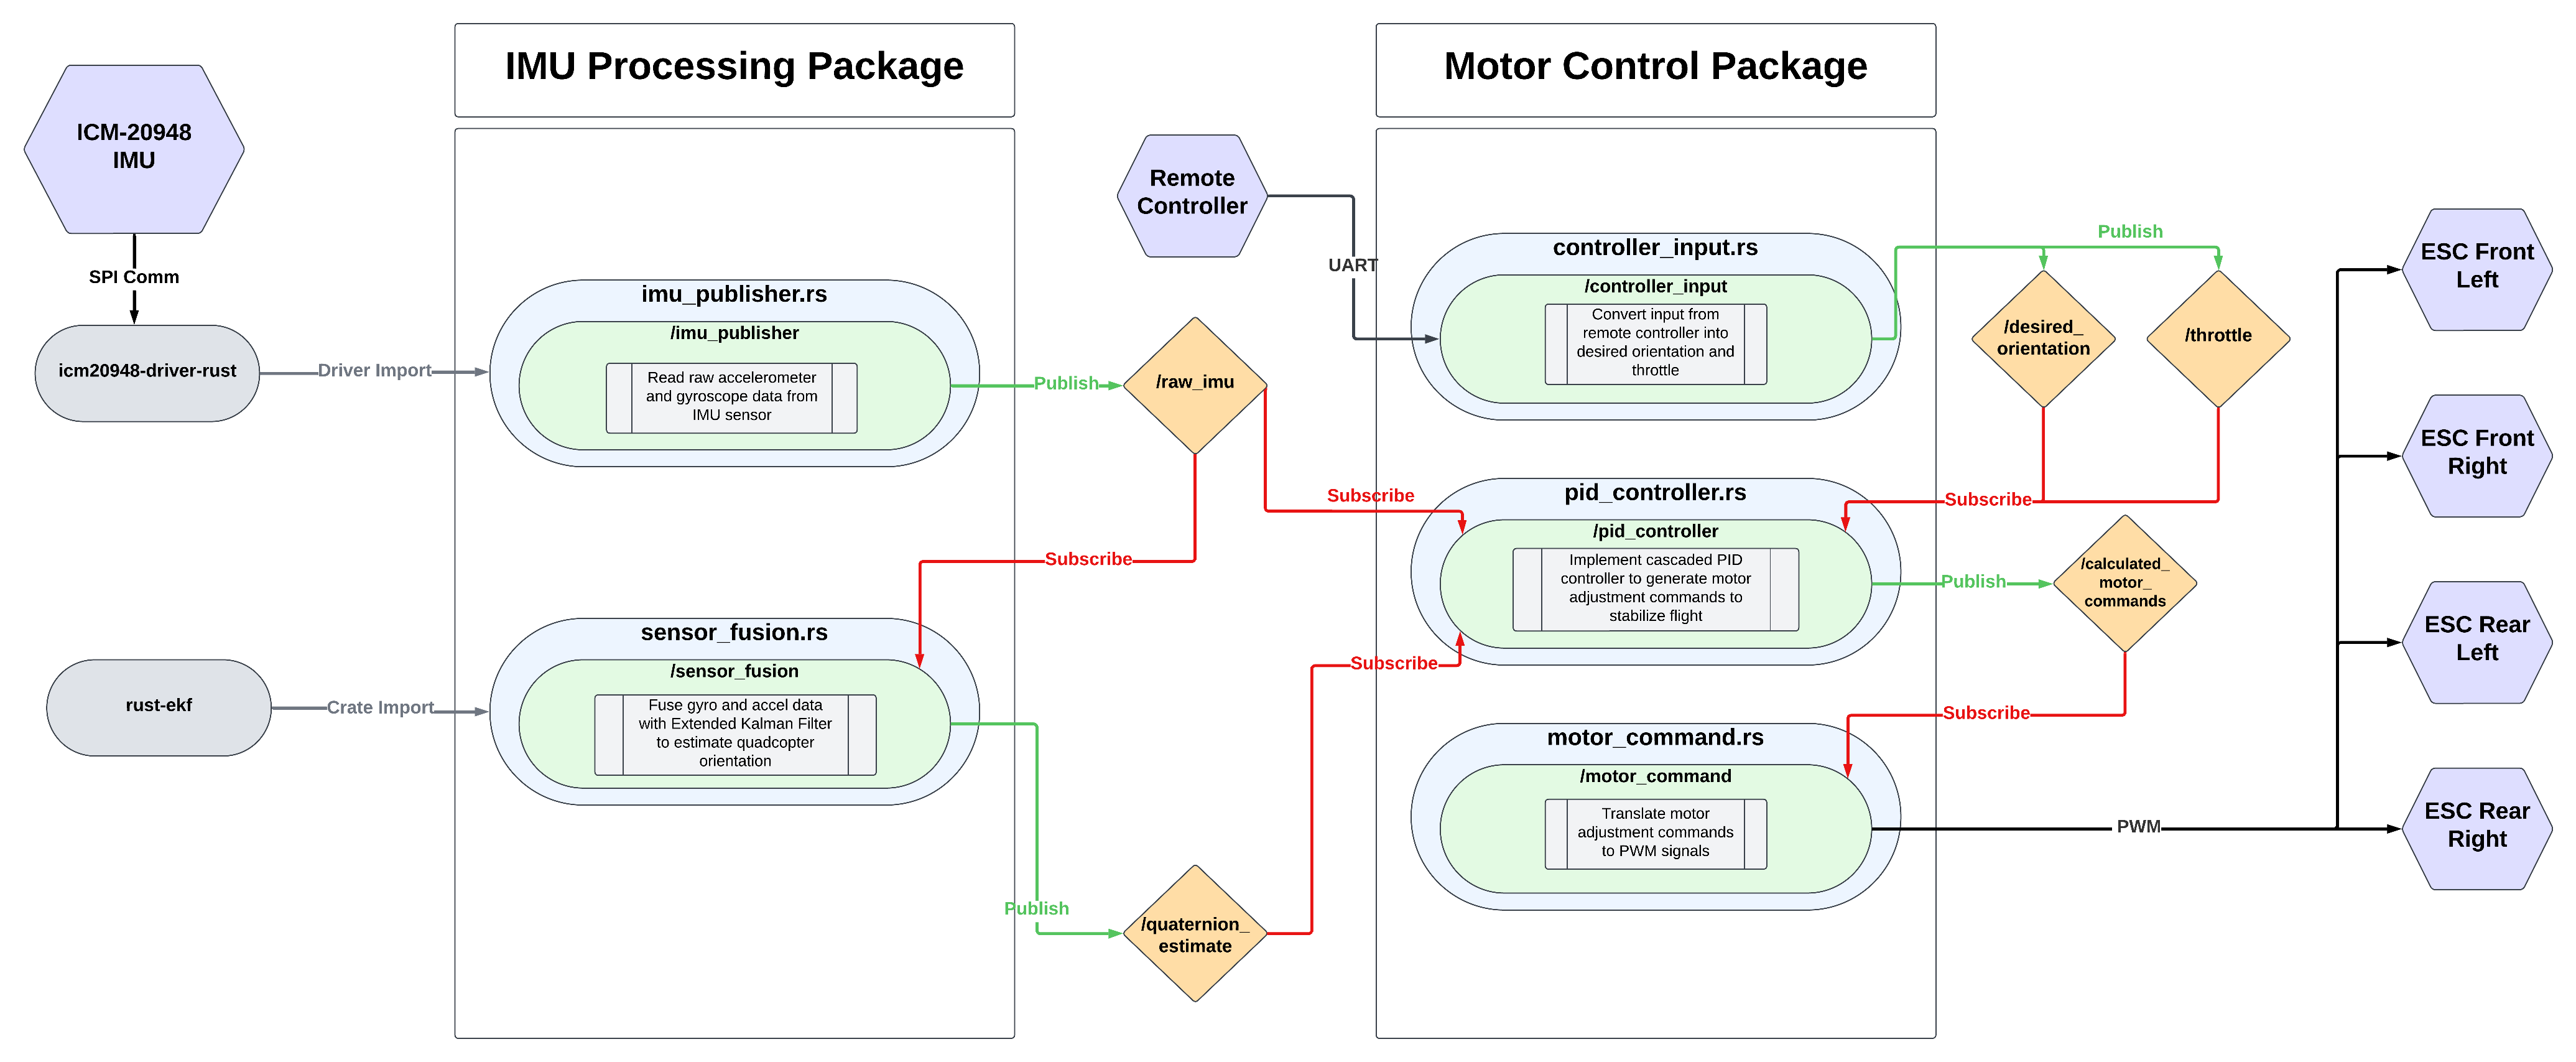 IMU Processing Package
Motor Control Package
ICM-20948
IMU
SPI Comm
icm20948-driver-rust
Driver Import
rust-ekf
Crate Import
imu_publisher.rs
/imu_publisher
Read raw accelerometer
and gyroscope data from
IMU sensor
Publish
/raw_imu
Subscribe
Subscribe
sensor_fusion.rs
/sensor_fusion
Fuse gyro and accel data
with Extended Kalman Filter
to estimate quadcopter
orientation
Publish
/quaternion_
estimate
Subscribe
Remote
Controller
UART
controller_input.rs
/controller_input
Convert input from
remote controller into
desired orientation and
throttle
Publish
/desired_
orientation
/throttle
Subscribe
pid_controller.rs
/pid_controller
Implement cascaded PID
controller to generate motor
adjustment commands to
stabilize flight
Publish
/calculated_
motor_
commands
Subscribe
motor_command.rs
/motor_command
Translate motor
adjustment commands
to PWM signals
PWM
ESC Front
Left
ESC Front
Right
ESC Rear
Left
ESC Rear
Right